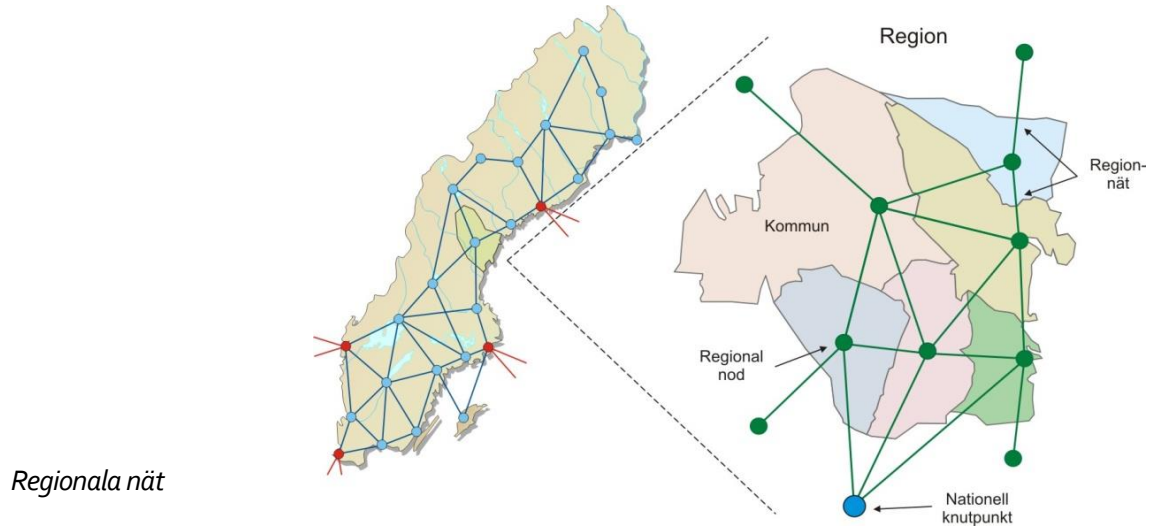 Region
Region-
nät
Kommun
Regional
nod
Regionala nät
Nationell
knutpunkt